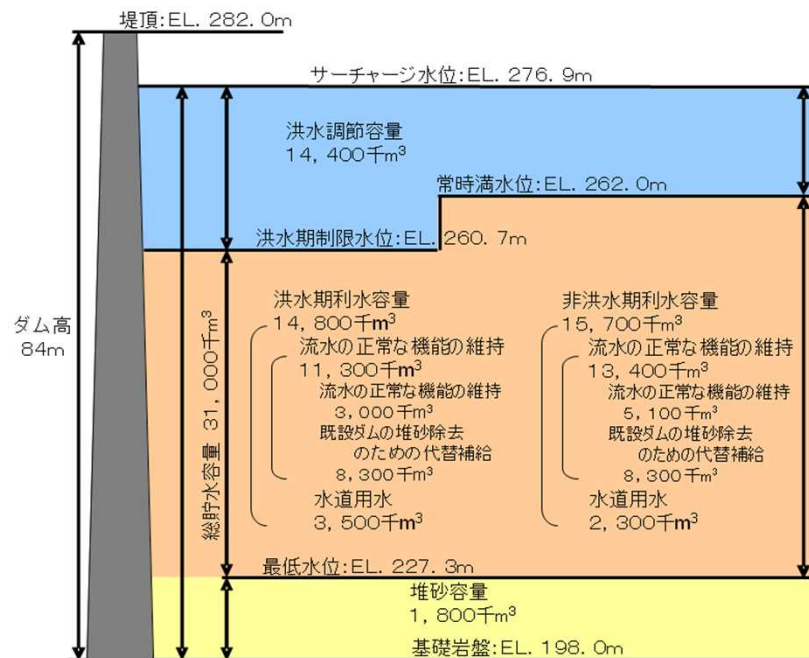 堤頂:EL. 282.0m
サーチャージ水位:EL. 276.9m
洪水調節容量
14,400千m³
常時満水位:EL. 262.0m
洪水期制限水位:EL. 260.7m
ダム高
84m
総貯水容量 31,000千m³
洪水期利水容量
14,800千m³
流水の正常な機能の維持
11,300千m³
流水の正常な機能の維持
3,000千m³
既設ダムの堆砂除去
のための代替補給
8,300千m³
水道用水
3,500千m³
非洪水期利水容量
15,700千m³
流水の正常な機能の維持
13,400千m³
流水の正常な機能の維持
5,100千m³
既設ダムの堆砂除去
のための代替補給
8,300千m³
水道用水
2,300千m³
最低水位:EL. 227.3m
堆砂容量
1,800千m³
基礎岩盤:EL. 198.0m